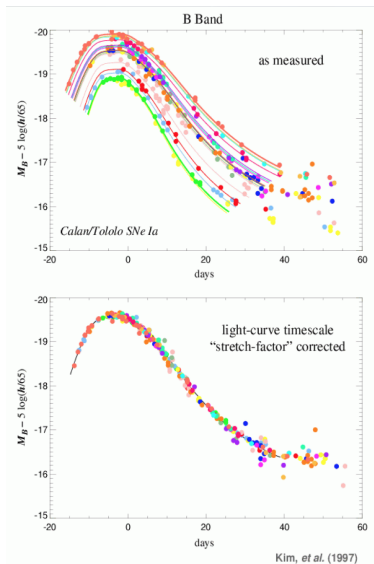 B Band
-20
as measured
-19
-18
-17
-16
Calan/Tololo SNe Ia
-15
-20 0 20 40 60
days
M_B – 5 log(h/65)
-20
light-curve timescale
“stretch-factor” corrected
-19
-18
-17
-16
-15
-20 0 20 40 60
days
M_B – 5 log(h/65)
Kim, et al. (1997)